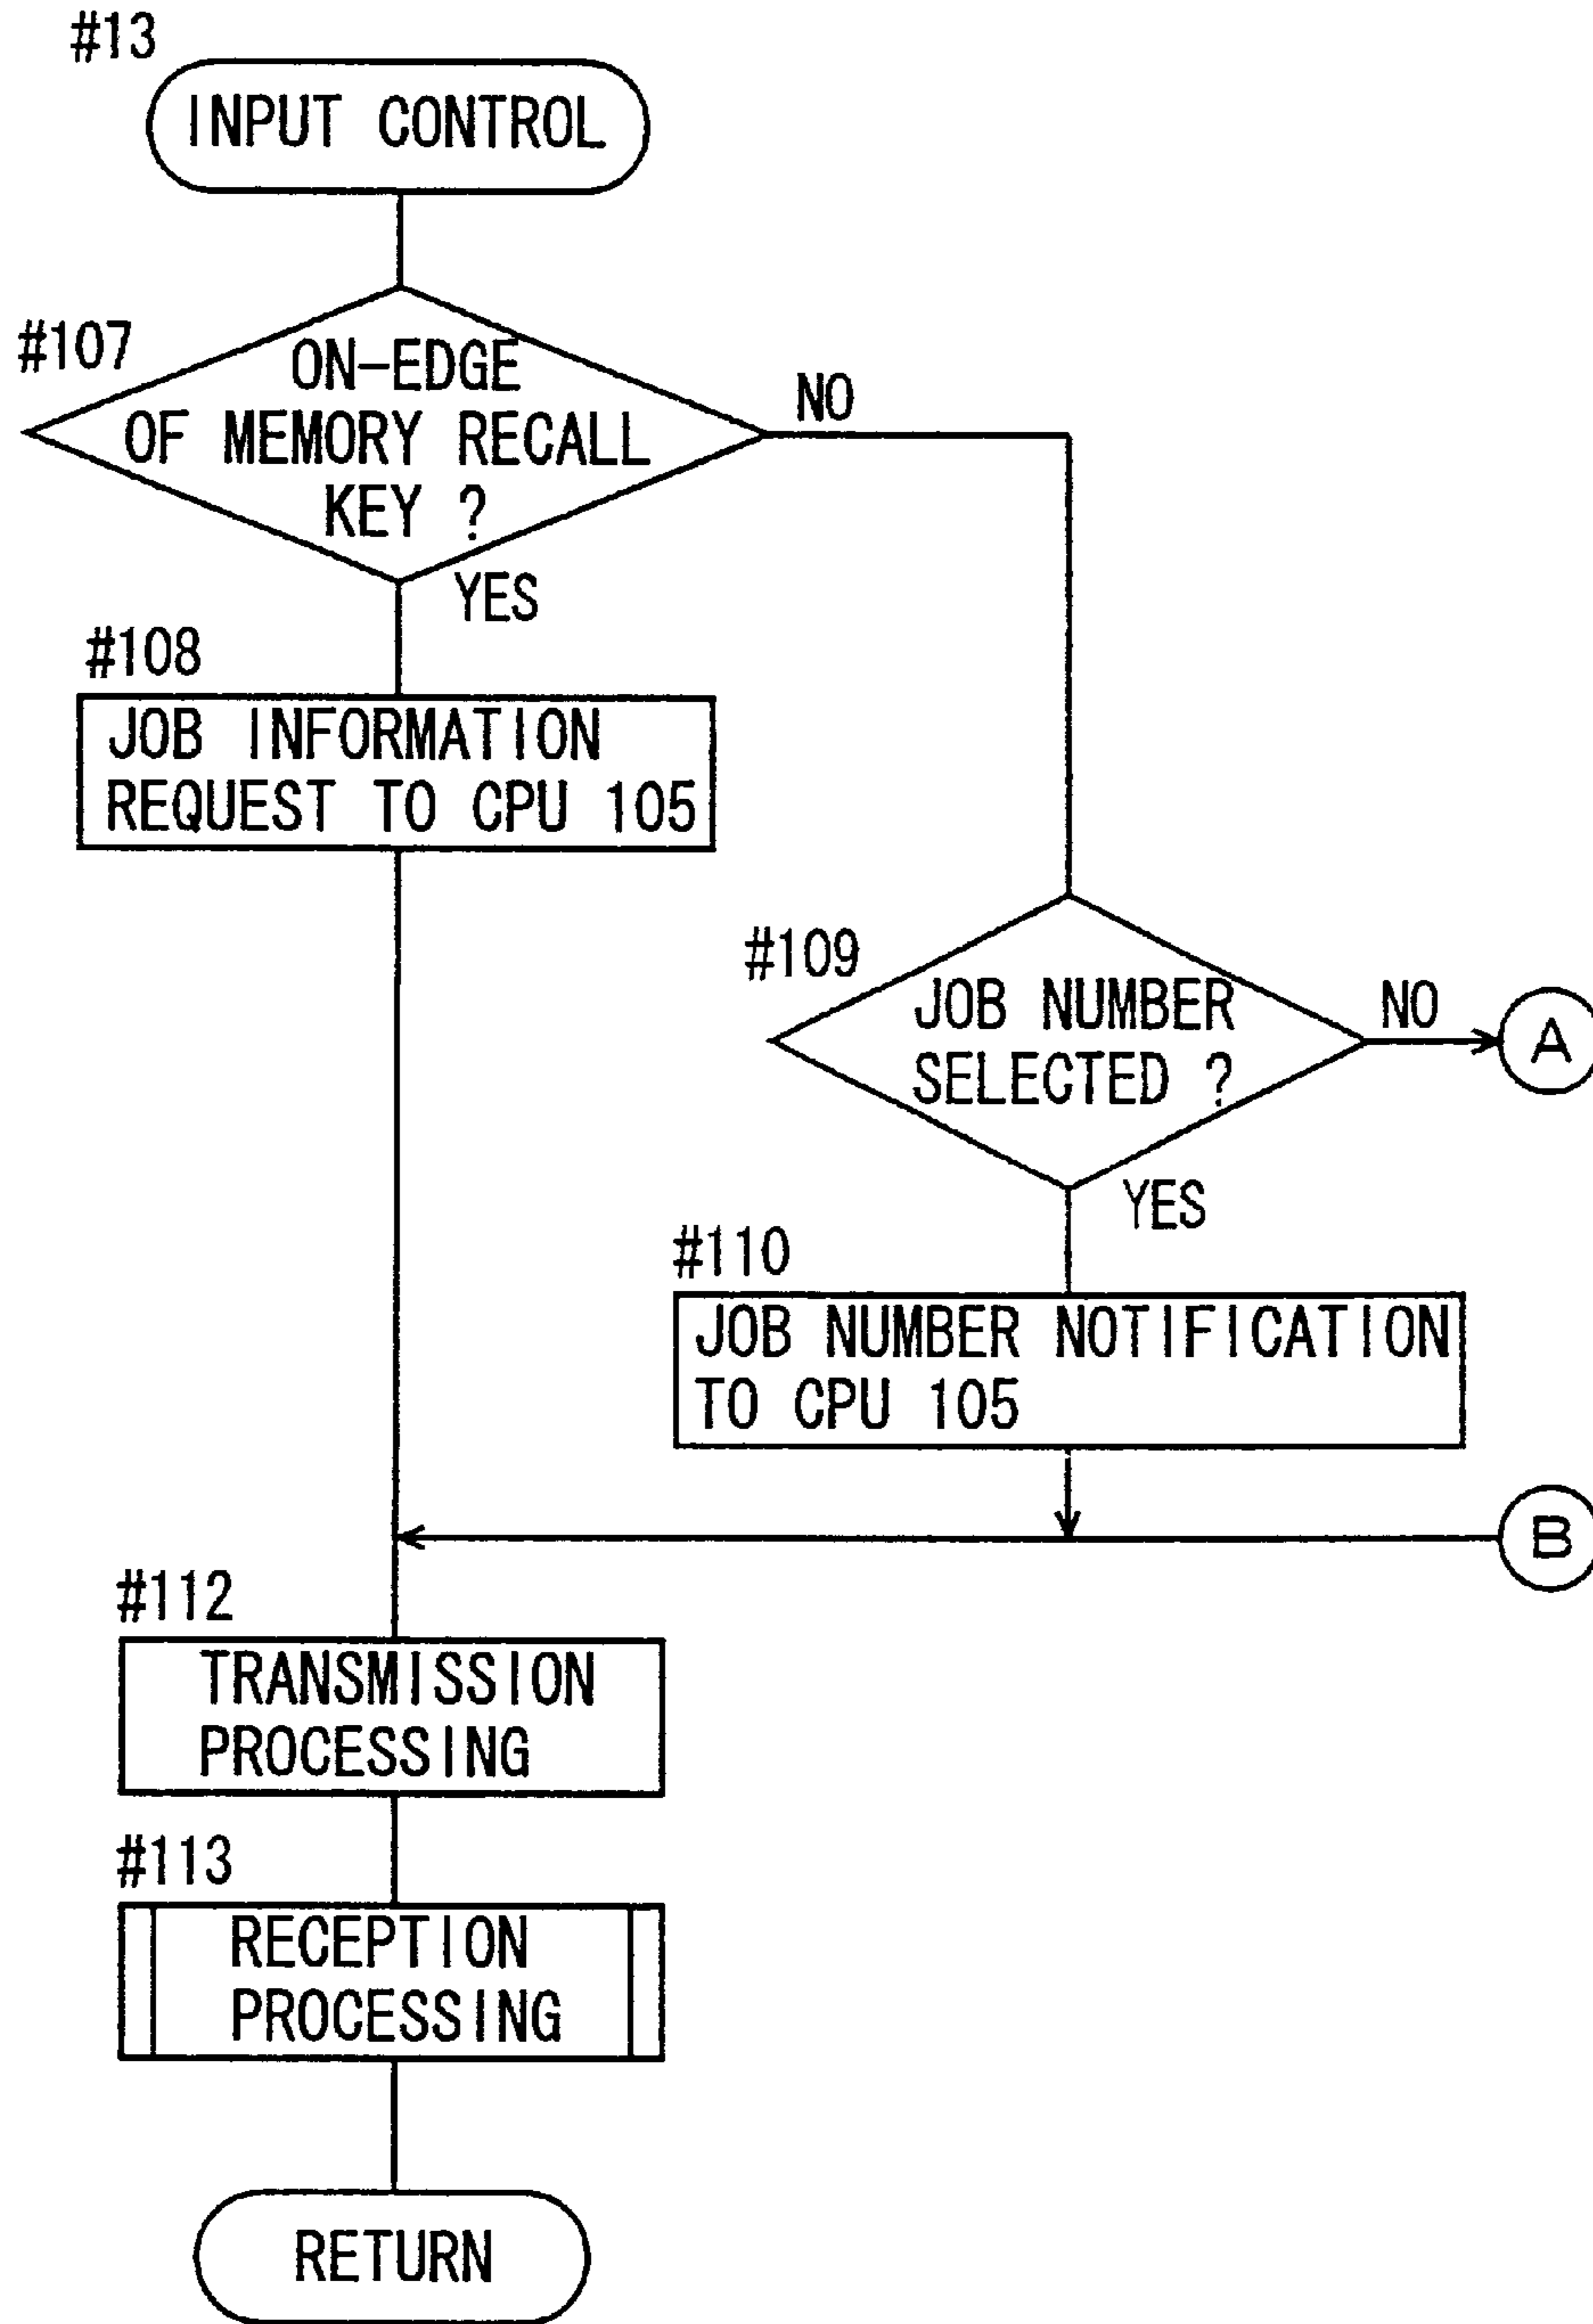 #13
INPUT CONTROL
#107
ON-EDGE
OF MEMORY RECALL
KEY ?
NO
YES
#108
JOB INFORMATION
REQUEST TO CPU 105
#109
JOB NUMBER
SELECTED ?
NO
A
YES
#110
JOB NUMBER NOTIFICATION
TO CPU 105
B
#112
TRANSMISSION
PROCESSING
#113
RECEPTION
PROCESSING
RETURN